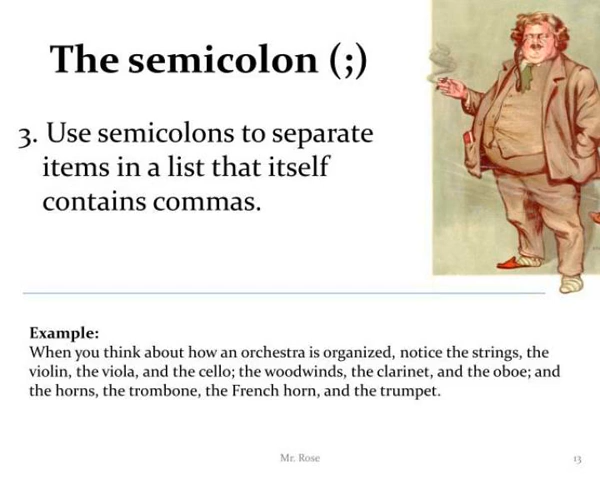 The semicolon (;)
3. Use semicolons to separate
items in a list that itself
contains commas.
Example:
When you think about how an orchestra is organized, notice the strings, the
violin, the viola, and the cello; the woodwinds, the clarinet, and the oboe; and
the horns, the trombone, the French horn, and the trumpet.
Mr. Rose
13